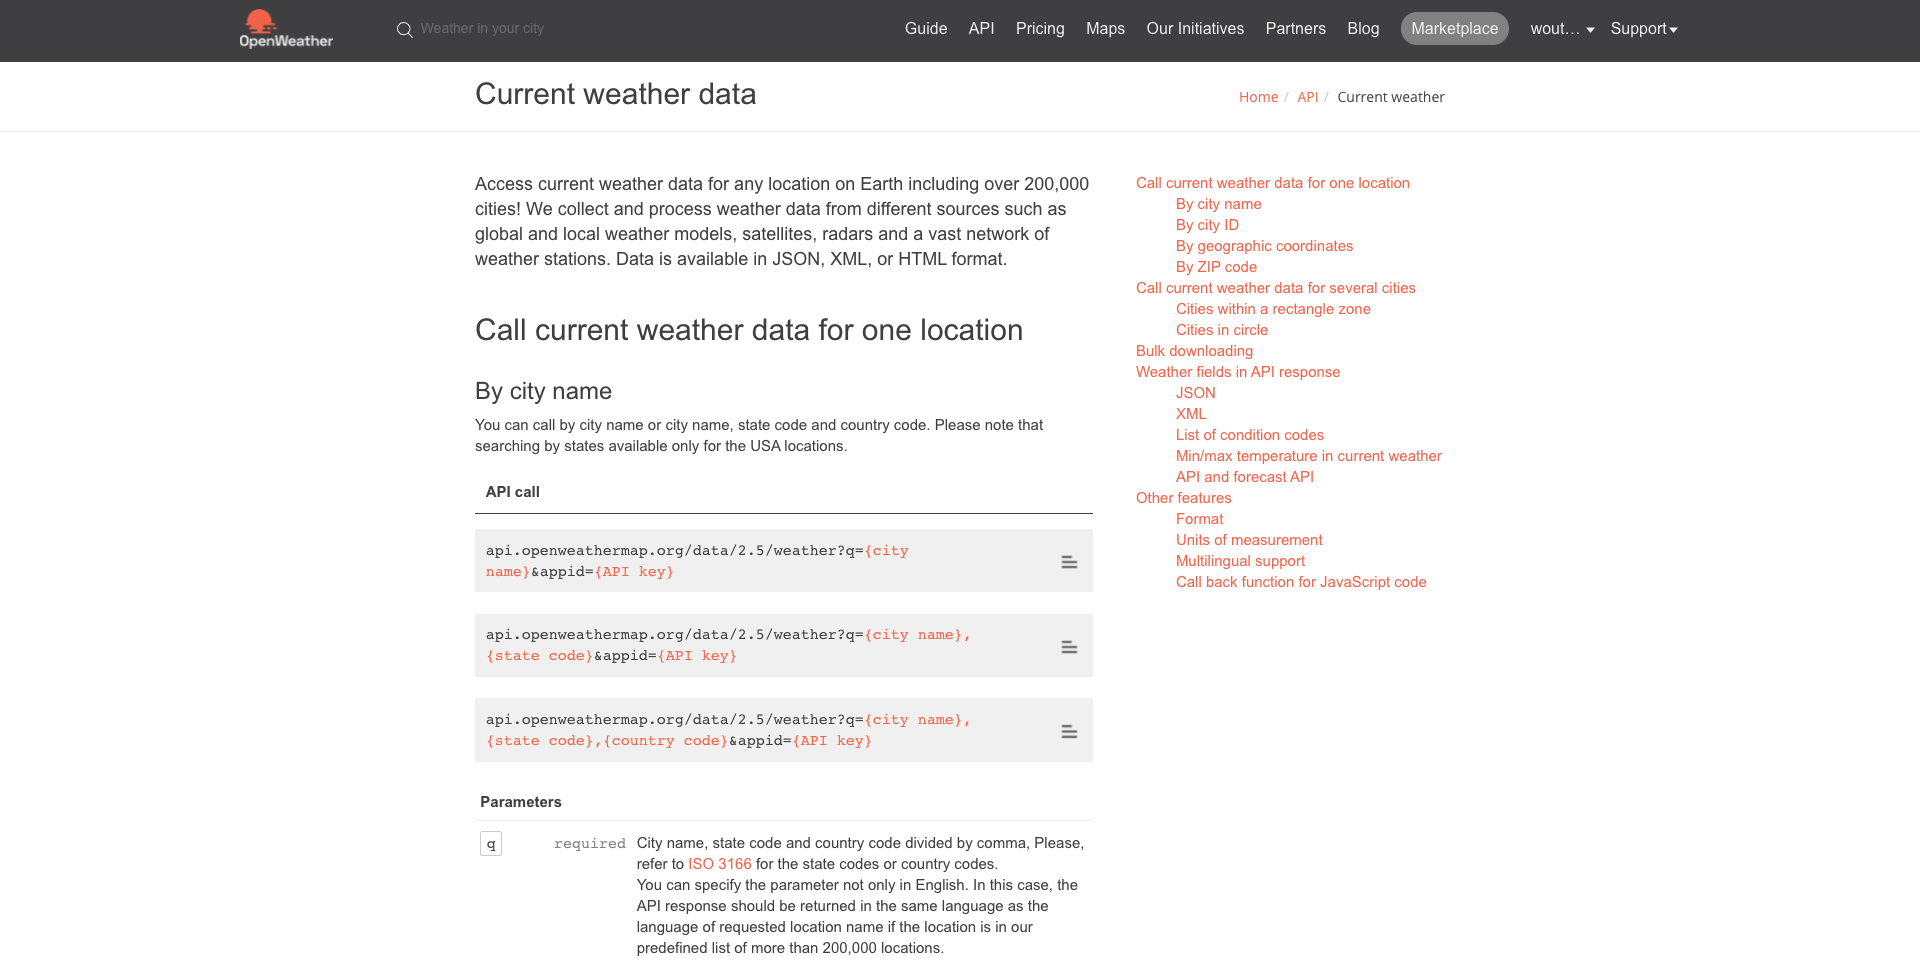 OpenWeather
Weather in your city
Guide API Pricing Maps Our Initiatives Partners Blog Marketplace wout... Support
Current weather data
Home / API / Current weather
Access current weather data for any location on Earth including over 200,000
cities! We collect and process weather data from different sources such as
global and local weather models, satellites, radars and a vast network of
weather stations. Data is available in JSON, XML, or HTML format.
Call current weather data for one location
By city name
You can call by city name or city name, state code and country code. Please note that
searching by states available only for the USA locations.
API call
api.openweathermap.org/data/2.5/weather?q={city
name}&appid={API key}
api.openweathermap.org/data/2.5/weather?q={city name},
{state code}&appid={API key}
api.openweathermap.org/data/2.5/weather?q={city name},
{state code},{country code}&appid={API key}
Parameters
q required City name, state code and country code divided by comma, Please,
refer to ISO 3166 for the state codes or country codes.
You can specify the parameter not only in English. In this case, the
API response should be returned in the same language as the
language of requested location name if the location is in our
predefined list of more than 200,000 locations.
Call current weather data for one location
By city name
By city ID
By geographic coordinates
By ZIP code
Call current weather data for several cities
Cities within a rectangle zone
Cities in circle
Bulk downloading
Weather fields in API response
JSON
XML
List of condition codes
Min/max temperature in current weather
API and forecast API
Other features
Format
Units of measurement
Multilingual support
Call back function for JavaScript code